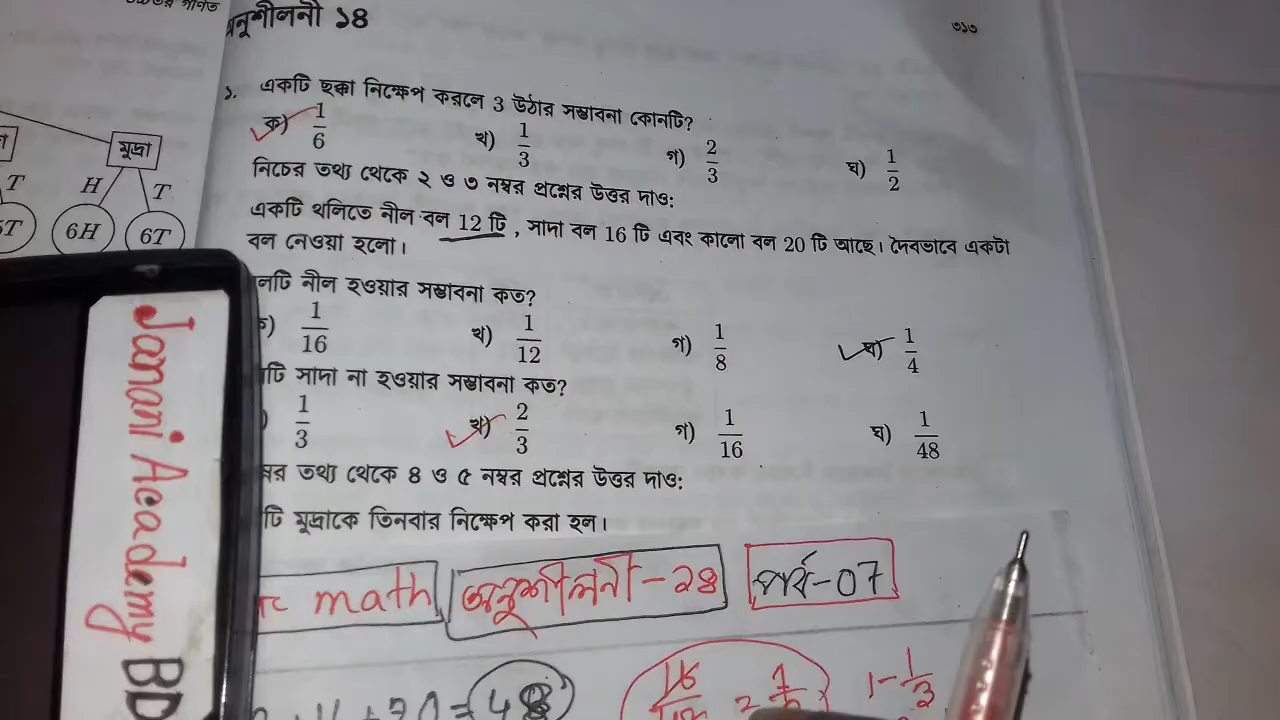 উচ্চতর গণিত
অনুশীলনী ১৪
৩১৩
১. একটি ছক্কা নিক্ষেপ করলে 3 উঠার সম্ভাবনা কোনটি?
ক) 1/6 খ) 1/3 গ) 2/3 ঘ) 1/2
নিচের তথ্য থেকে ২ ও ৩ নম্বর প্রশ্নের উত্তর দাও:
একটি থলিতে নীল বল 12 টি, সাদা বল 16 টি এবং কালো বল 20 টি আছে। দৈবভাবে একটা
বল নেওয়া হলো।
নীল হওয়ার সম্ভাবনা কত?
1/16 খ) 1/12 গ) 1/8 ঘ) 1/4
সাদা না হওয়ার সম্ভাবনা কত?
1/3 খ) 2/3 গ) 1/16 ঘ) 1/48
তথ্য থেকে ৪ ও ৫ নম্বর প্রশ্নের উত্তর দাও:
মুদ্রাকে তিনবার নিক্ষেপ করা হল।
মুদ্রা
T H T
6H 6T
Janani Academy BD
math অনুশীলনী-১৪ পর্ব-07
1-1/3